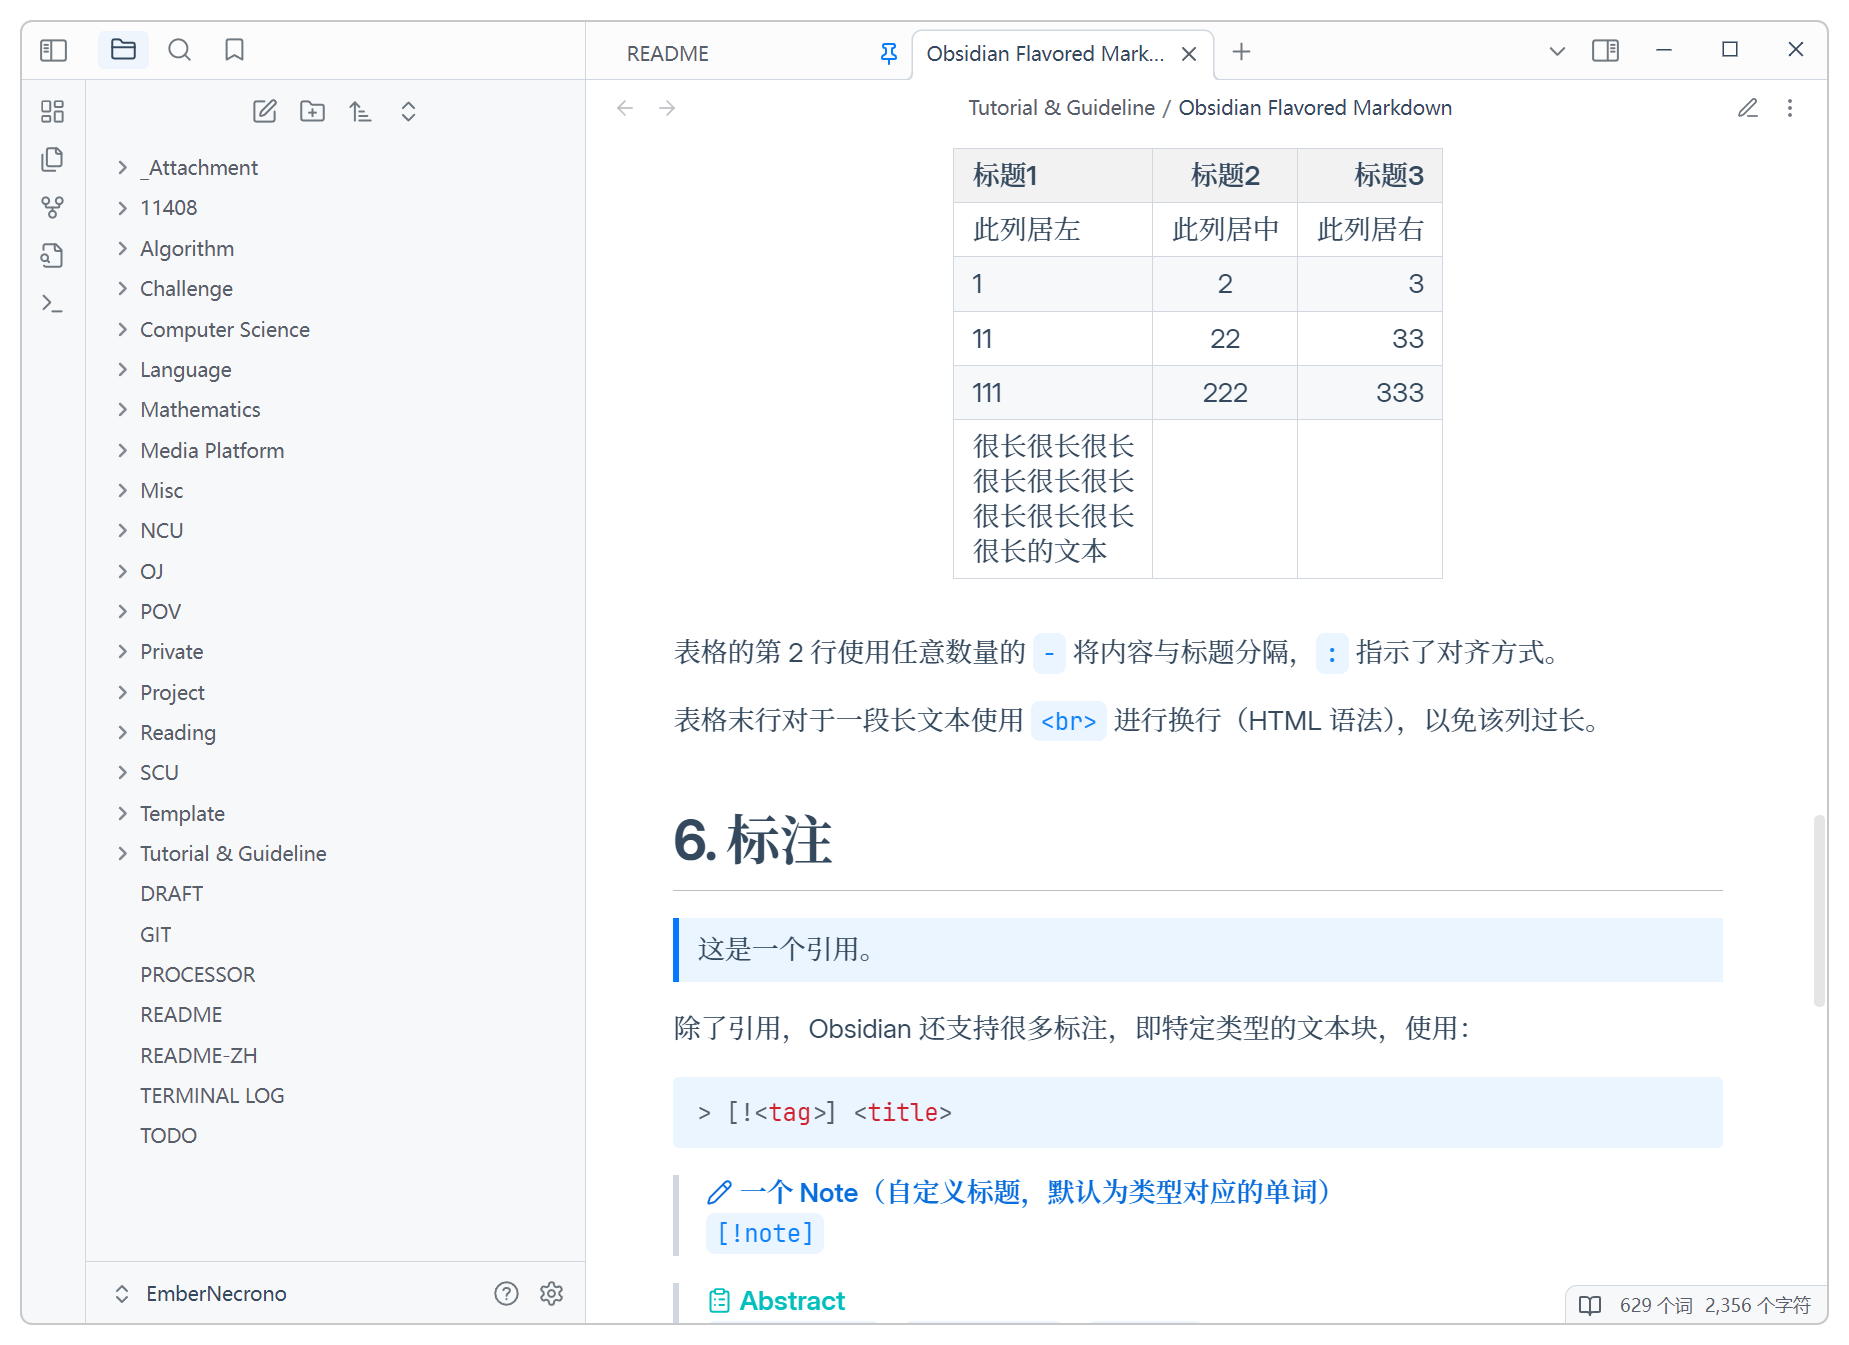 README
Obsidian Flavored Mark...
_Attachment
11408
Algorithm
Challenge
Computer Science
Language
Mathematics
Media Platform
Misc
NCU
OJ
POV
Private
Project
Reading
SCU
Template
Tutorial & Guideline
DRAFT
GIT
PROCESSOR
README
README-ZH
TERMINAL LOG
TODO
EmberNecrono
Tutorial & Guideline / Obsidian Flavored Markdown
标题1 标题2 标题3
此列居左 此列居中 此列居右
1 2 3
11 22 33
111 222 333
很长很长很长
很长很长很长
很长很长很长
很长的文本
表格的第 2 行使用任意数量的 - 将内容与标题分隔，: 指示了对齐方式。
表格末行对于一段长文本使用 <br> 进行换行（HTML 语法），以免该列过长。
6. 标注
这是一个引用。
除了引用，Obsidian 还支持很多标注，即特定类型的文本块，使用：
> [!<tag>] <title>
一个 Note（自定义标题，默认为类型对应的单词）
[!note]
Abstract
629 个词 2,356 个字符